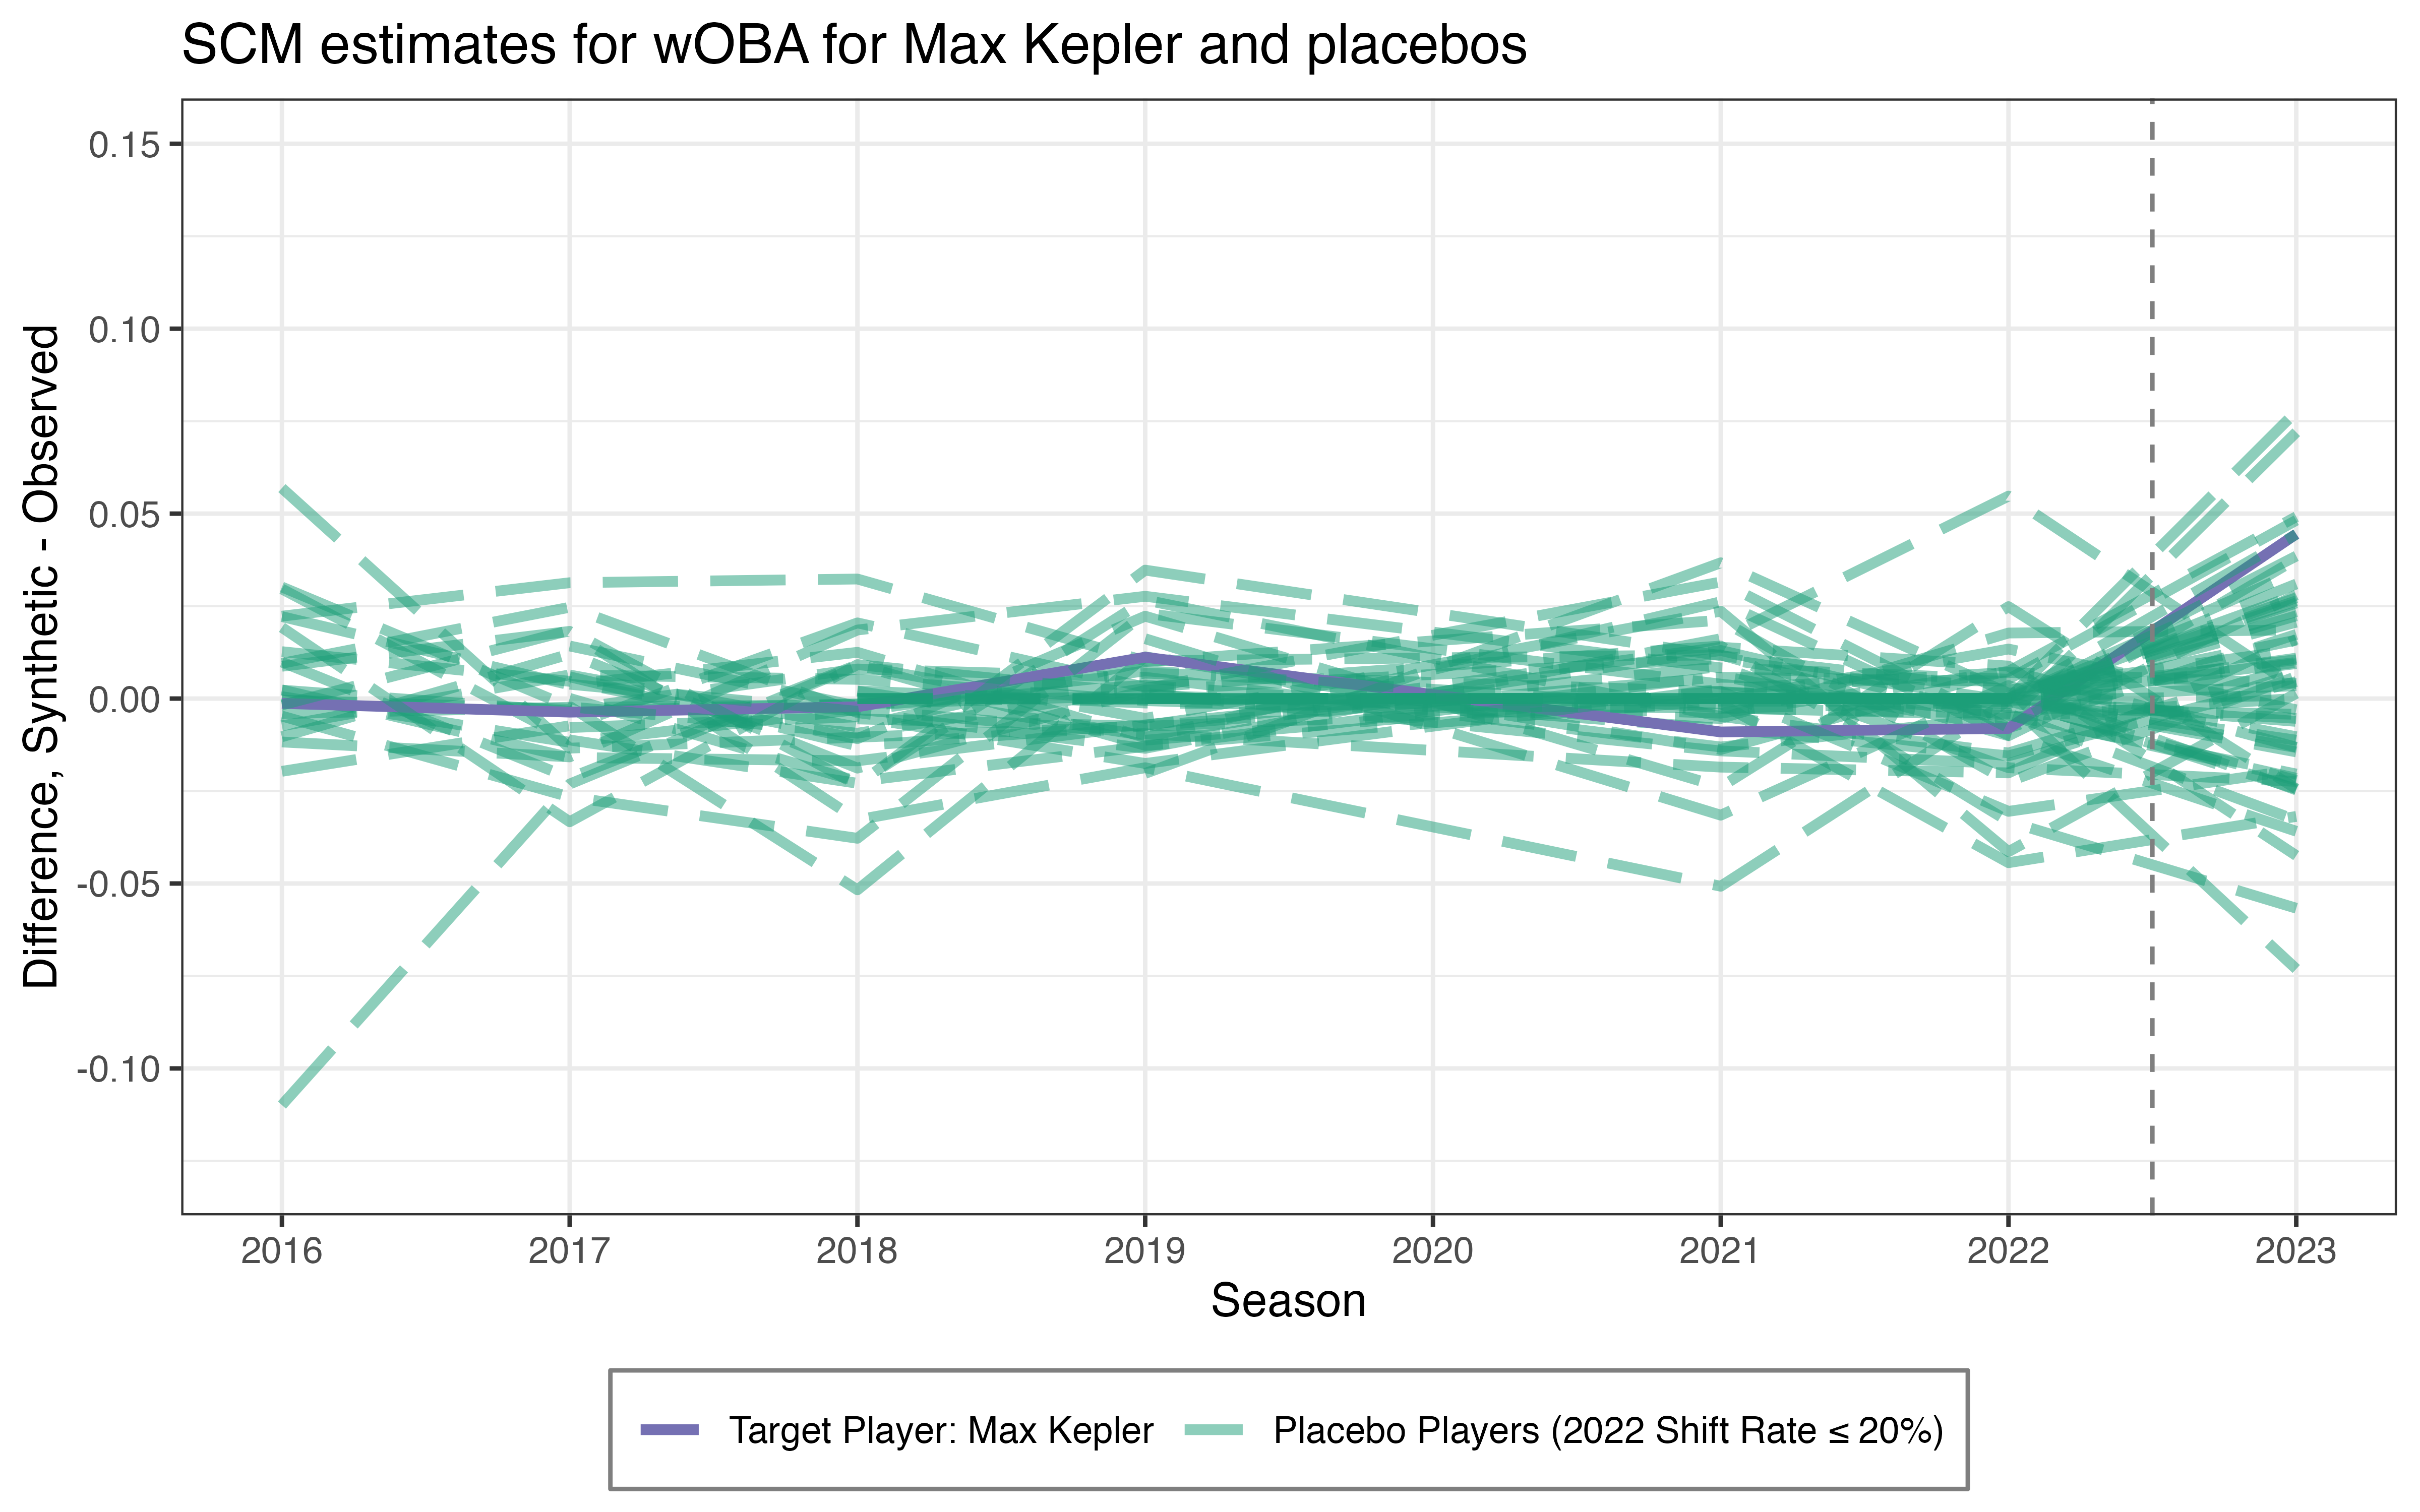 SCM estimates for wOBA for Max Kepler and placebos
Difference, Synthetic - Observed
0.15
0.10
0.05
0.00
-0.05
-0.10
2016 2017 2018 2019 2020 2021 2022 2023
Season
Target Player: Max Kepler Placebo Players (2022 Shift Rate ≤ 20%)